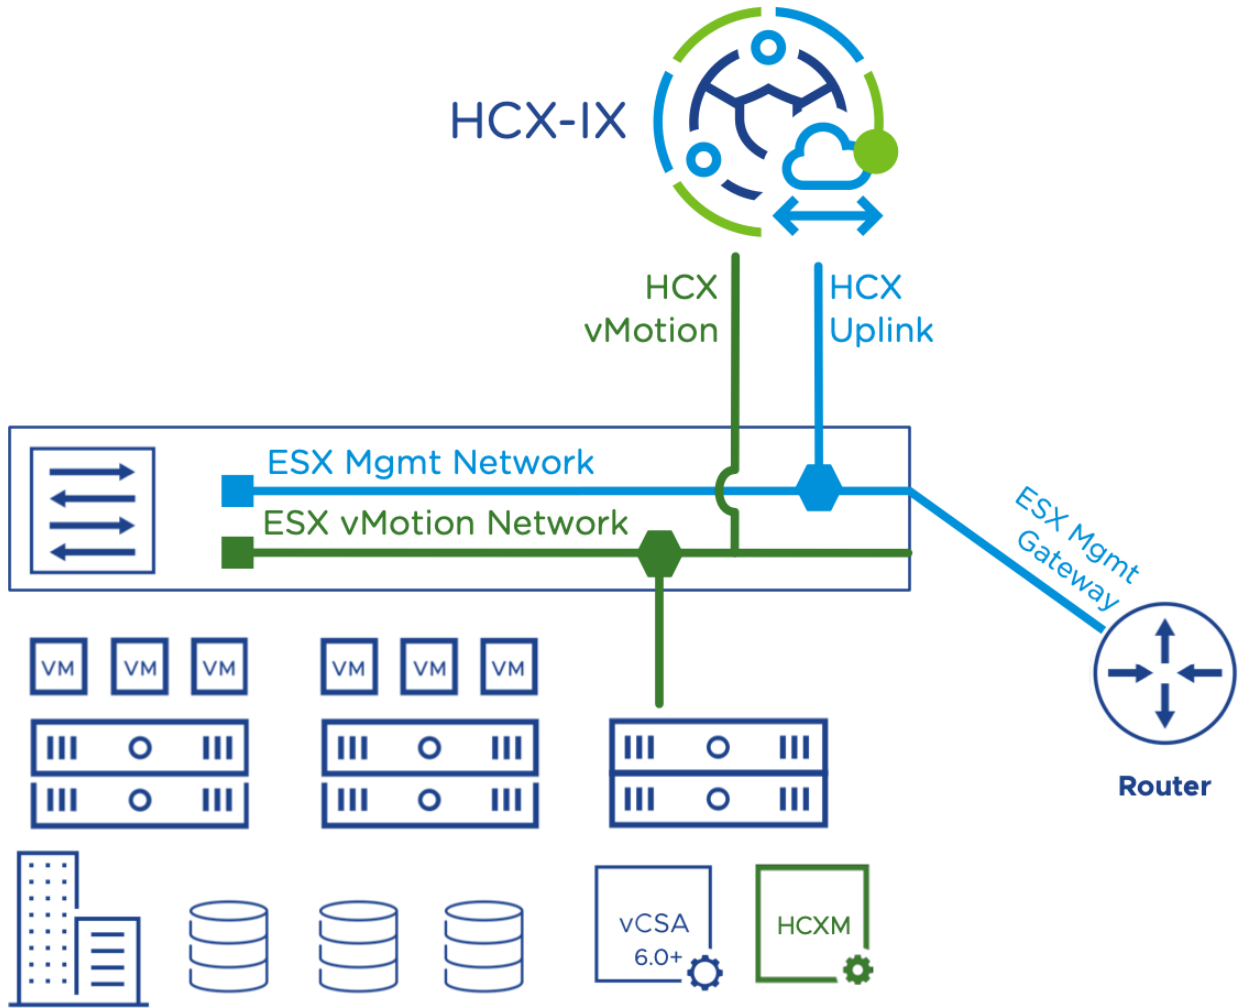 HCX-IX
HCX
vMotion
HCX
Uplink
ESX Mgmt Network
ESX vMotion Network
ESX Mgmt
Gateway
VM
VM
VM
VM
VM
VM
Router
vCSA
6.0+
HCXM